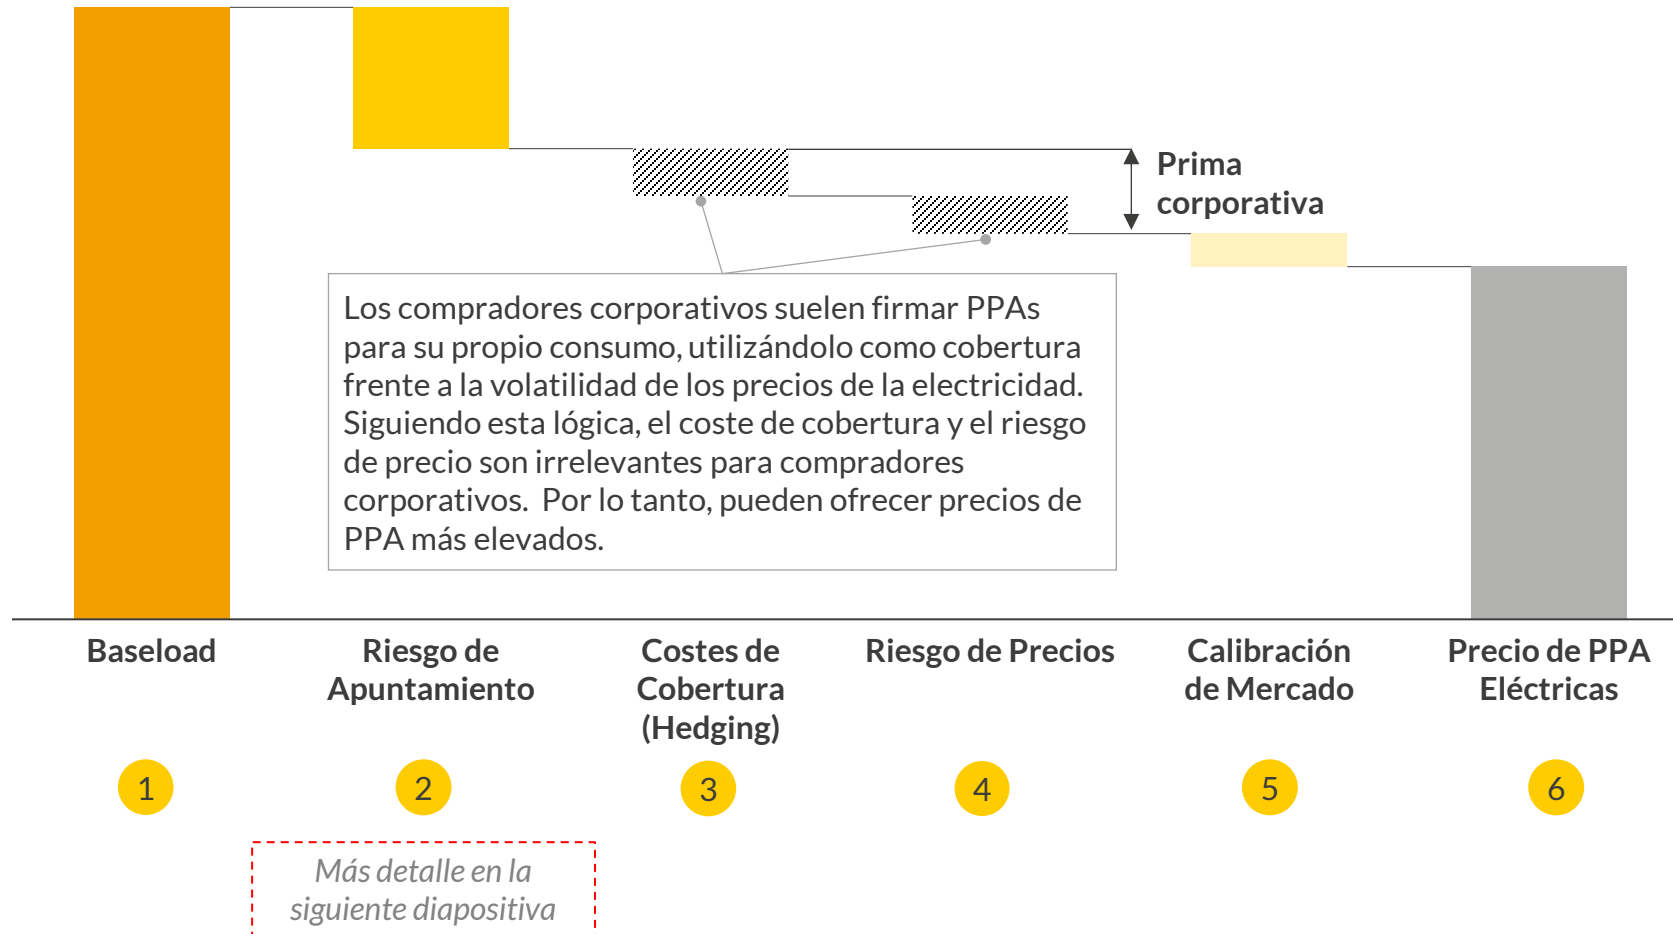 Prima
corporativa
Los compradores corporativos suelen firmar PPAs
para su propio consumo, utilizándolo como cobertura
frente a la volatilidad de los precios de la electricidad.
Siguiendo esta lógica, el coste de cobertura y el riesgo
de precio son irrelevantes para compradores
corporativos.  Por lo tanto, pueden ofrecer precios de
PPA más elevados.
Baseload
Riesgo de
Apuntamiento
Costes de
Cobertura
(Hedging)
Riesgo de Precios
Calibración
de Mercado
Precio de PPA
Eléctricas
1
2
3
4
5
6
Más detalle en la
siguiente diapositiva